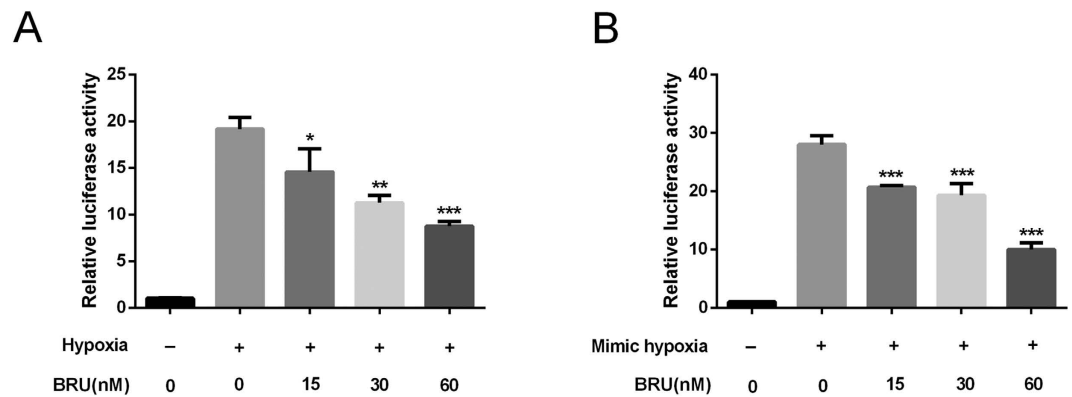 A
Relative luciferase activity
25
20
15
10
5
0
*
**
***
Hypoxia – + + + +
BRU(nM) 0 0 15 30 60
B
Relative luciferase activity
40
30
20
10
0
***
***
***
Mimic hypoxia – + + + +
BRU(nM) 0 0 15 30 60